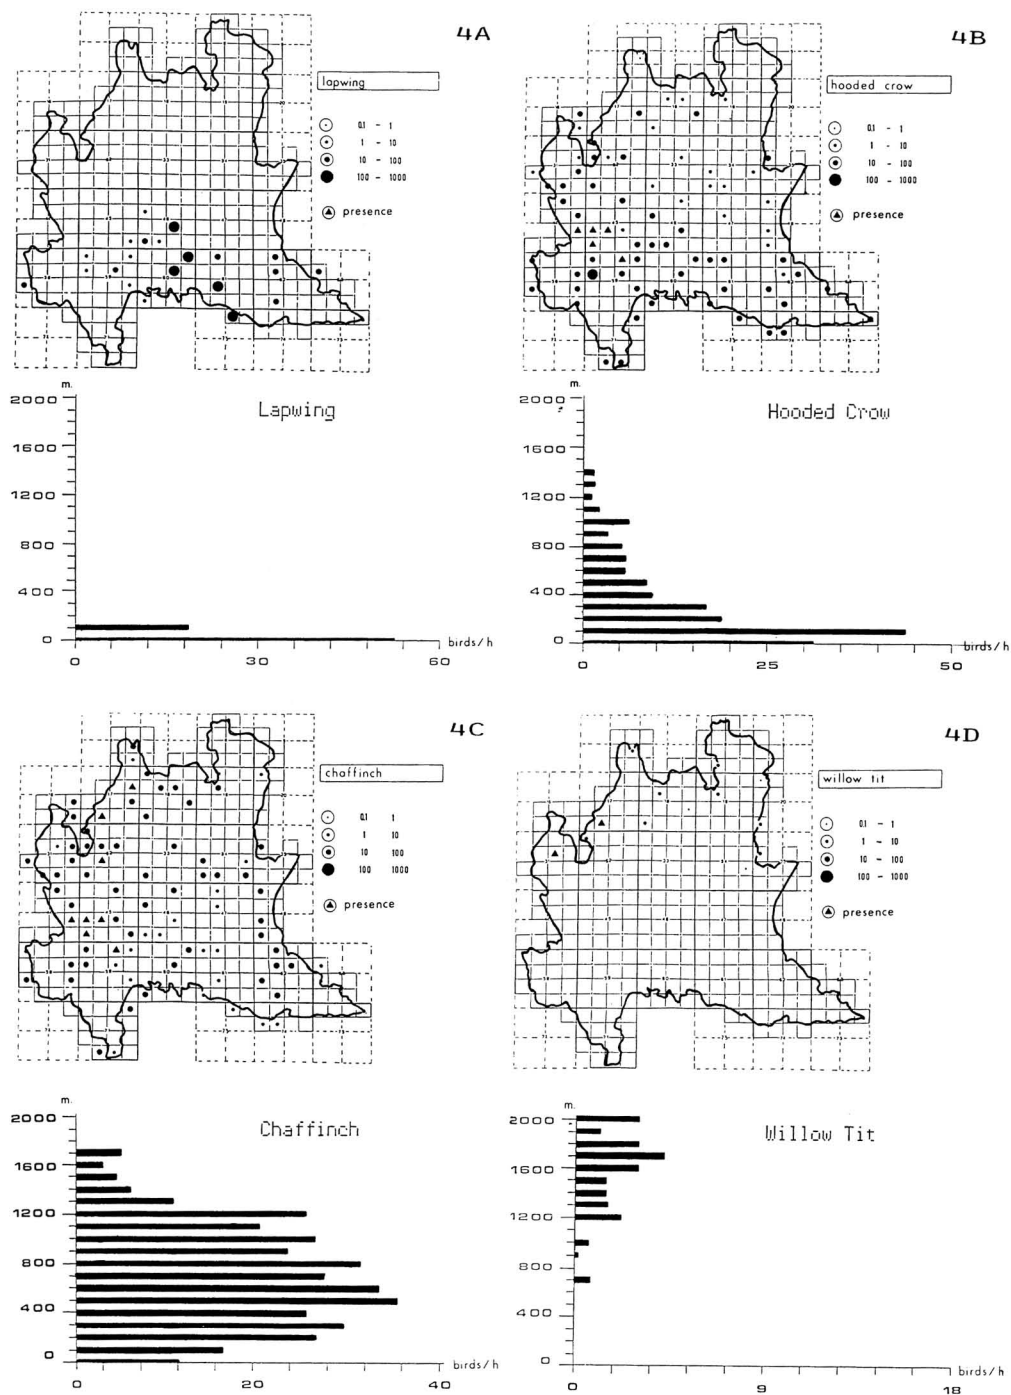 4A
lapwing
0.1 - 1
1 - 10
10 - 100
100 - 1000
presence
4B
hooded crow
0.1 - 1
1 - 10
10 - 100
100 - 1000
presence
m.
2000
1600
1200
800
400
0
Lapwing
birds/h
0 30 60
m.
2000
1600
1200
800
400
0
Hooded Crow
birds/h
0 25 50
4C
chaffinch
0.1 1
1 10
10 100
100 1000
presence
4D
willow tit
0.1 - 1
1 - 10
10 - 100
100 - 1000
presence
m.
2000
1600
1200
800
400
0
Chaffinch
birds/h
0 20 40
m.
2000
1600
1200
800
400
0
Willow Tit
birds/h
0 9 18